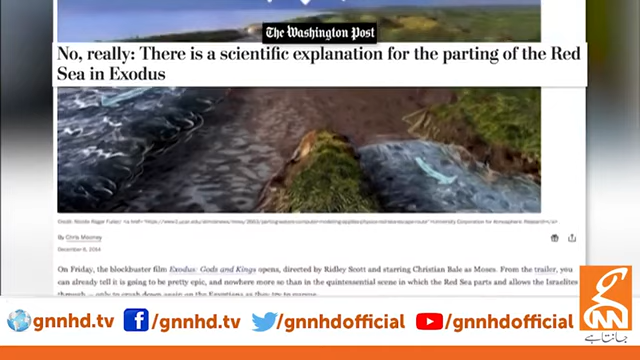 The Washington Post
No, really: There is a scientific explanation for the parting of the Red
Sea in Exodus
By Chris Mooney
December 8, 2014
On Friday, the blockbuster film Exodus: Gods and Kings opens, directed by Ridley Scott and starring Christian Bale as Moses. From the trailer, you
can already tell it is going to be pretty epic, and nowhere more so than in the quintessential scene in which the Red Sea parts and allows the Israelites
GNN
جانتا ہے
gnnhd.tv
/gnnhd.tv
/gnnhdofficial
/gnnhdofficial